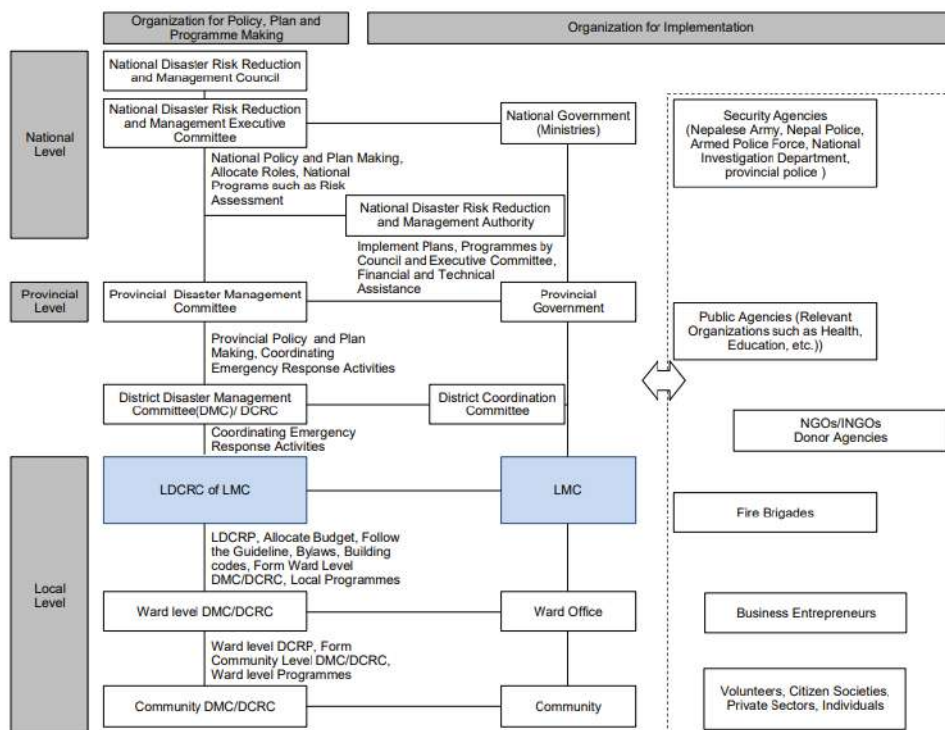 Organization for Policy, Plan and
Programme Making
Organization for Implementation
National
Level
National Disaster Risk Reduction
and Management Council
National Disaster Risk Reduction
and Management Executive
Committee
National Government
(Ministries)
National Policy and Plan Making,
Allocate Roles, National
Programs such as Risk
Assessment
National Disaster Risk Reduction
and Management Authority
Implement Plans, Programmes by
Council and Executive Committee,
Financial and Technical
Assistance
Provincial
Level
Provincial Disaster Management
Committee
Provincial
Government
Provincial Policy and Plan
Making, Coordinating
Emergency Response Activities
District Disaster Management
Committee(DMC)/ DCRC
District Coordination
Committee
Coordinating Emergency
Response Activities
Local
Level
LDCRC of LMC
LMC
LDCRP, Allocate Budget, Follow
the Guideline, Bylaws, Building
codes, Form Ward Level
DMC/DCRC, Local Programmes
Ward level DMC/DCRC
Ward Office
Ward level DCRP, Form
Community Level DMC/DCRC,
Ward level Programmes
Community DMC/DCRC
Community
Security Agencies
(Nepalese Army, Nepal Police,
Armed Police Force, National
Investigation Department,
provincial police )
Public Agencies (Relevant
Organizations such as Health,
Education, etc.))
NGOs/INGOs
Donor Agencies
Fire Brigades
Business Entrepreneurs
Volunteers, Citizen Societies,
Private Sectors, Individuals